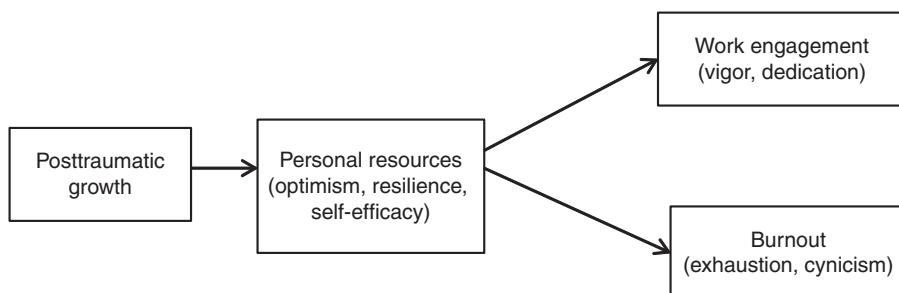 Work engagement
(vigor, dedication)
Posttraumatic
growth
Personal resources
(optimism, resilience,
self-efficacy)
Burnout
(exhaustion, cynicism)